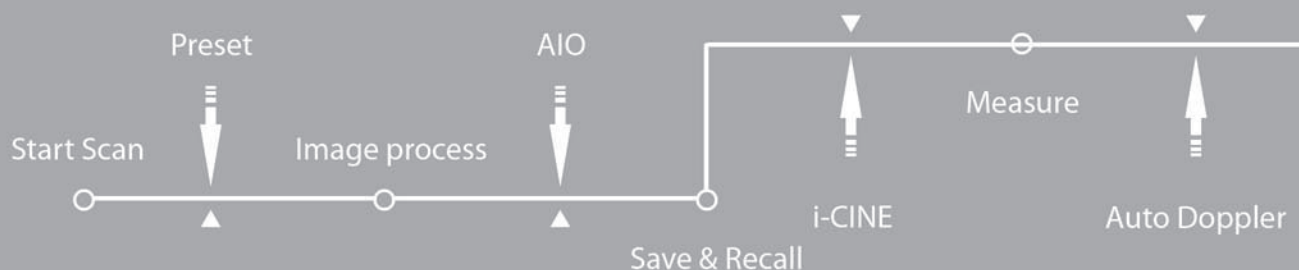 Preset
AIO
Measure
Start Scan
Image process
i-CINE
Auto Doppler
Save & Recall